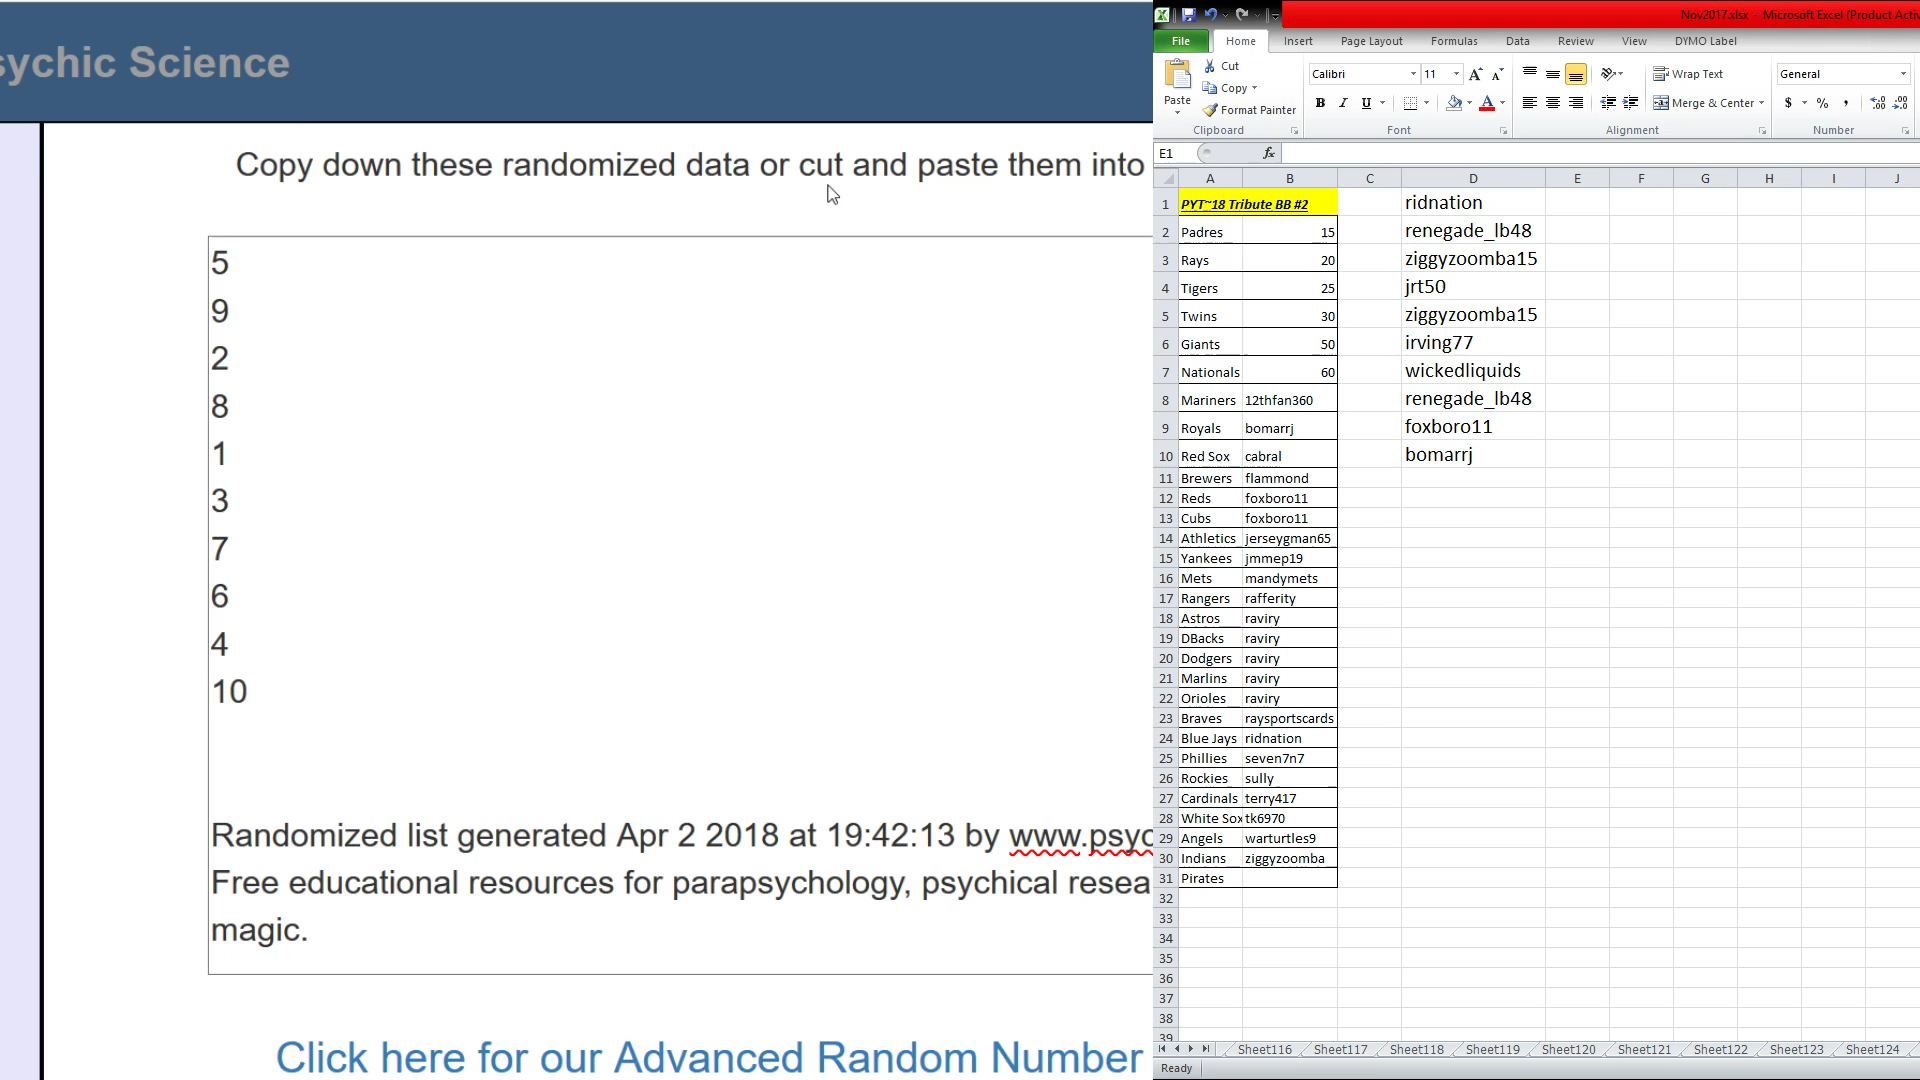 sychic Science
Copy down these randomized data or cut and paste them into
5
9
2
8
1
3
7
6
4
10
Randomized list generated Apr 2 2018 at 19:42:13 by www.psyc
Free educational resources for parapsychology, psychical resea
magic.
Click here for our Advanced Random Number
Nov2017.xlsx - Microsoft Excel (Product Activ
File Home Insert Page Layout Formulas Data Review View DYMO Label
Paste Cut Copy Format Painter
Calibri 11 B I U
Wrap Text
Merge & Center
General
$ % ,
Clipboard Font Alignment Number
E1 fx
A B C D E F G H I J
1 PYT~18 Tribute BB #2 ridnation
2 Padres 15 renegade_lb48
3 Rays 20 ziggyzoomba15
4 Tigers 25 jrt50
5 Twins 30 ziggyzoomba15
6 Giants 50 irving77
7 Nationals 60 wickedliquids
8 Mariners 12thfan360 renegade_lb48
9 Royals bomarrj foxboro11
10 Red Sox cabral bomarrj
11 Brewers flammond
12 Reds foxboro11
13 Cubs foxboro11
14 Athletics jerseygman65
15 Yankees jmmep19
16 Mets mandymets
17 Rangers rafferity
18 Astros raviry
19 DBacks raviry
20 Dodgers raviry
21 Marlins raviry
22 Orioles raviry
23 Braves raysportscards
24 Blue Jays ridnation
25 Phillies seven7n7
26 Rockies sully
27 Cardinals terry417
28 White Sox tk6970
29 Angels warturtles9
30 Indians ziggyzoomba
31 Pirates
32
33
34
35
36
37
38
39
Sheet116 Sheet117 Sheet118 Sheet119 Sheet120 Sheet121 Sheet122 Sheet123 Sheet124
Ready